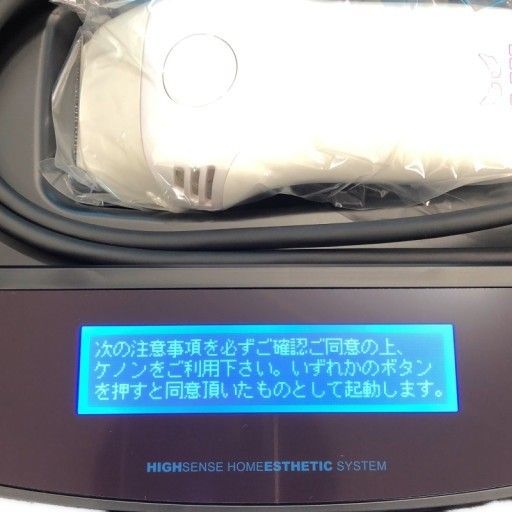 次の注意事項を必ずご確認ご同意の上、
ケノンをご利用下さい。いずれかのボタン
を押すと同意頂いたものとして起動します。
HIGHSENSE HOMEESTHETIC SYSTEM